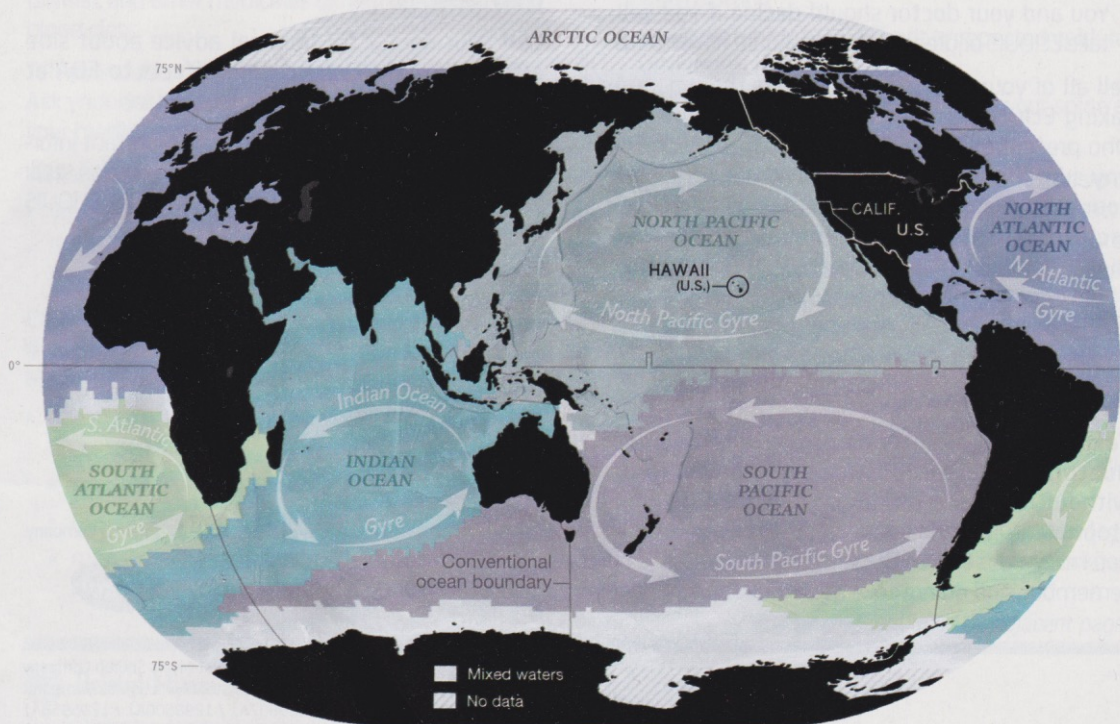 ARCTIC OCEAN
75°N
NORTH PACIFIC
OCEAN
CALIF.
U.S.
NORTH
ATLANTIC
OCEAN
HAWAII
(U.S.)
N. Atlantic
Gyre
North Pacific Gyre
0°
Indian Ocean
S. Atlantic
SOUTH
ATLANTIC
OCEAN
INDIAN
OCEAN
SOUTH
PACIFIC
OCEAN
Gyre
Gyre
South Pacific Gyre
Conventional
ocean boundary
75°S
Mixed waters
No data